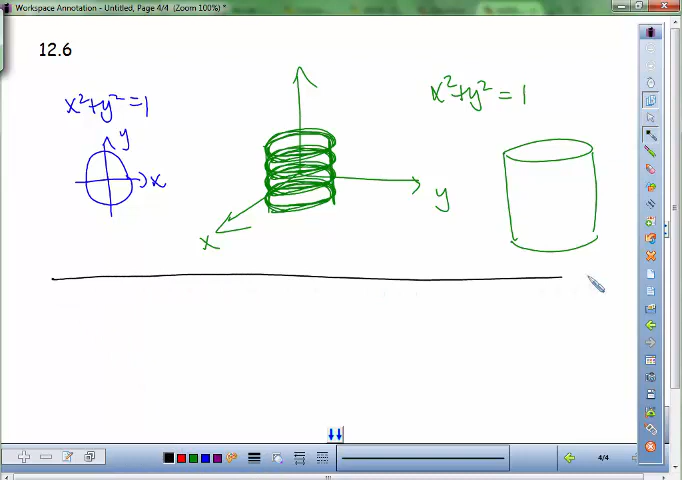 Workspace Annotation - Untitled, Page 4/4 (Zoom 100%) *
12.6
x²+y²=1
y
x
x²+y² = 1
y
x
4/4